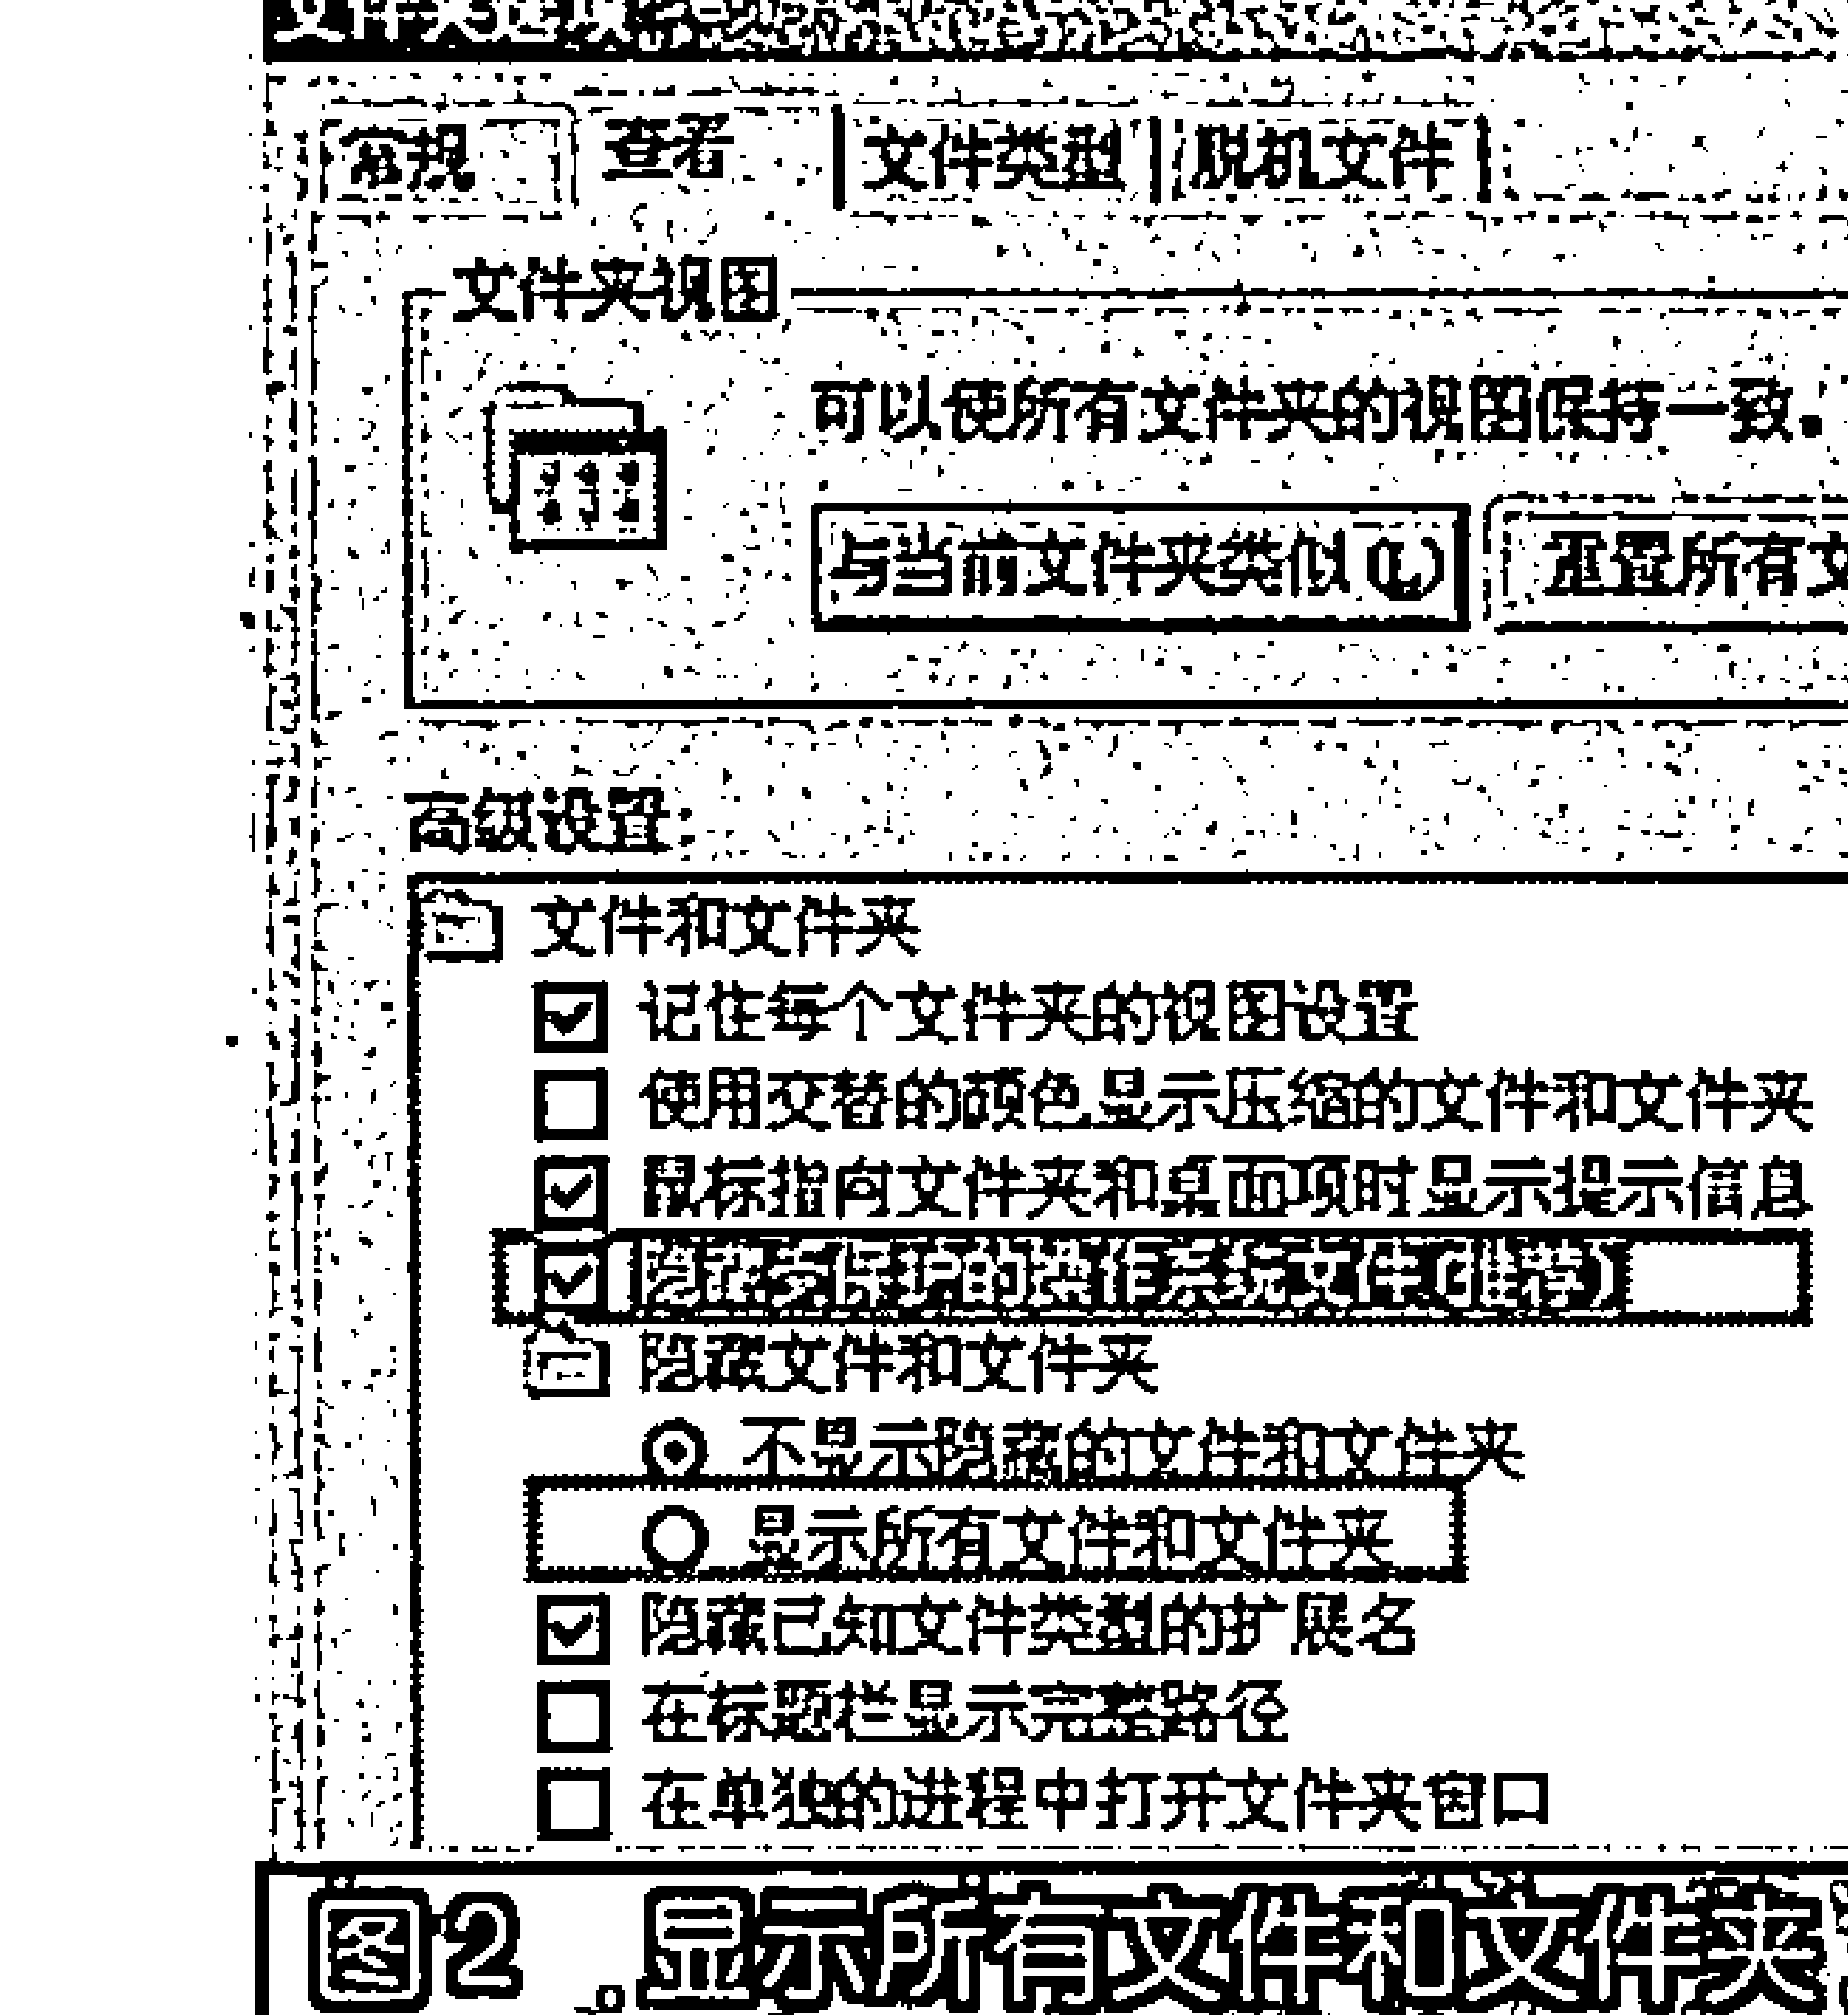 文件夹选项
常规 查看 文件类型 脱机文件
文件夹视图
可以使所有文件夹的视图保持一致。
与当前文件夹类似(L) 重置所有文
高级设置:
文件和文件夹
记住每个文件夹的视图设置
使用交替的颜色显示压缩的文件和文件夹
鼠标指向文件夹和桌面项时显示提示信息
隐藏受保护的操作系统文件(推荐)
隐藏文件和文件夹
不显示隐藏的文件和文件夹
显示所有文件和文件夹
隐藏已知文件类型的扩展名
在标题栏显示完整路径
在单独的进程中打开文件夹窗口
图2 显示所有文件和文件夹